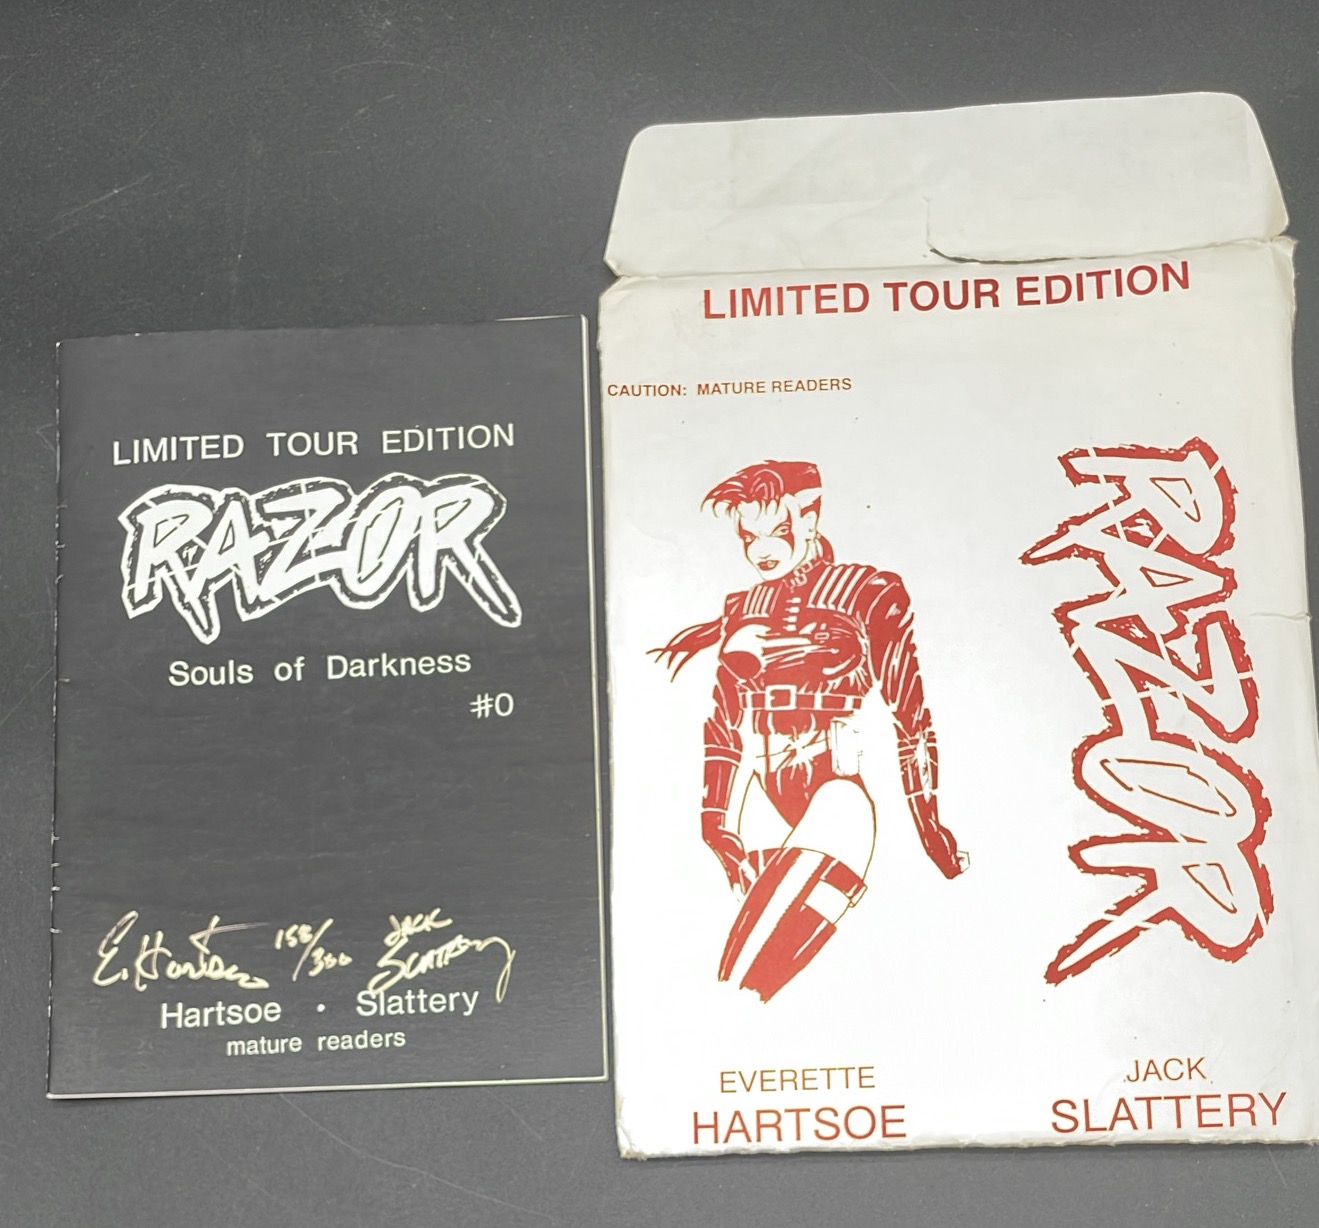 LIMITED TOUR EDITION
RAZOR
Souls of Darkness
#0
E. Hartsoe 158/300 JACK
SLATTERY
Hartsoe · Slattery
mature readers
LIMITED TOUR EDITION
CAUTION: MATURE READERS
RAZOR
EVERETTE
HARTSOE
JACK
SLATTERY